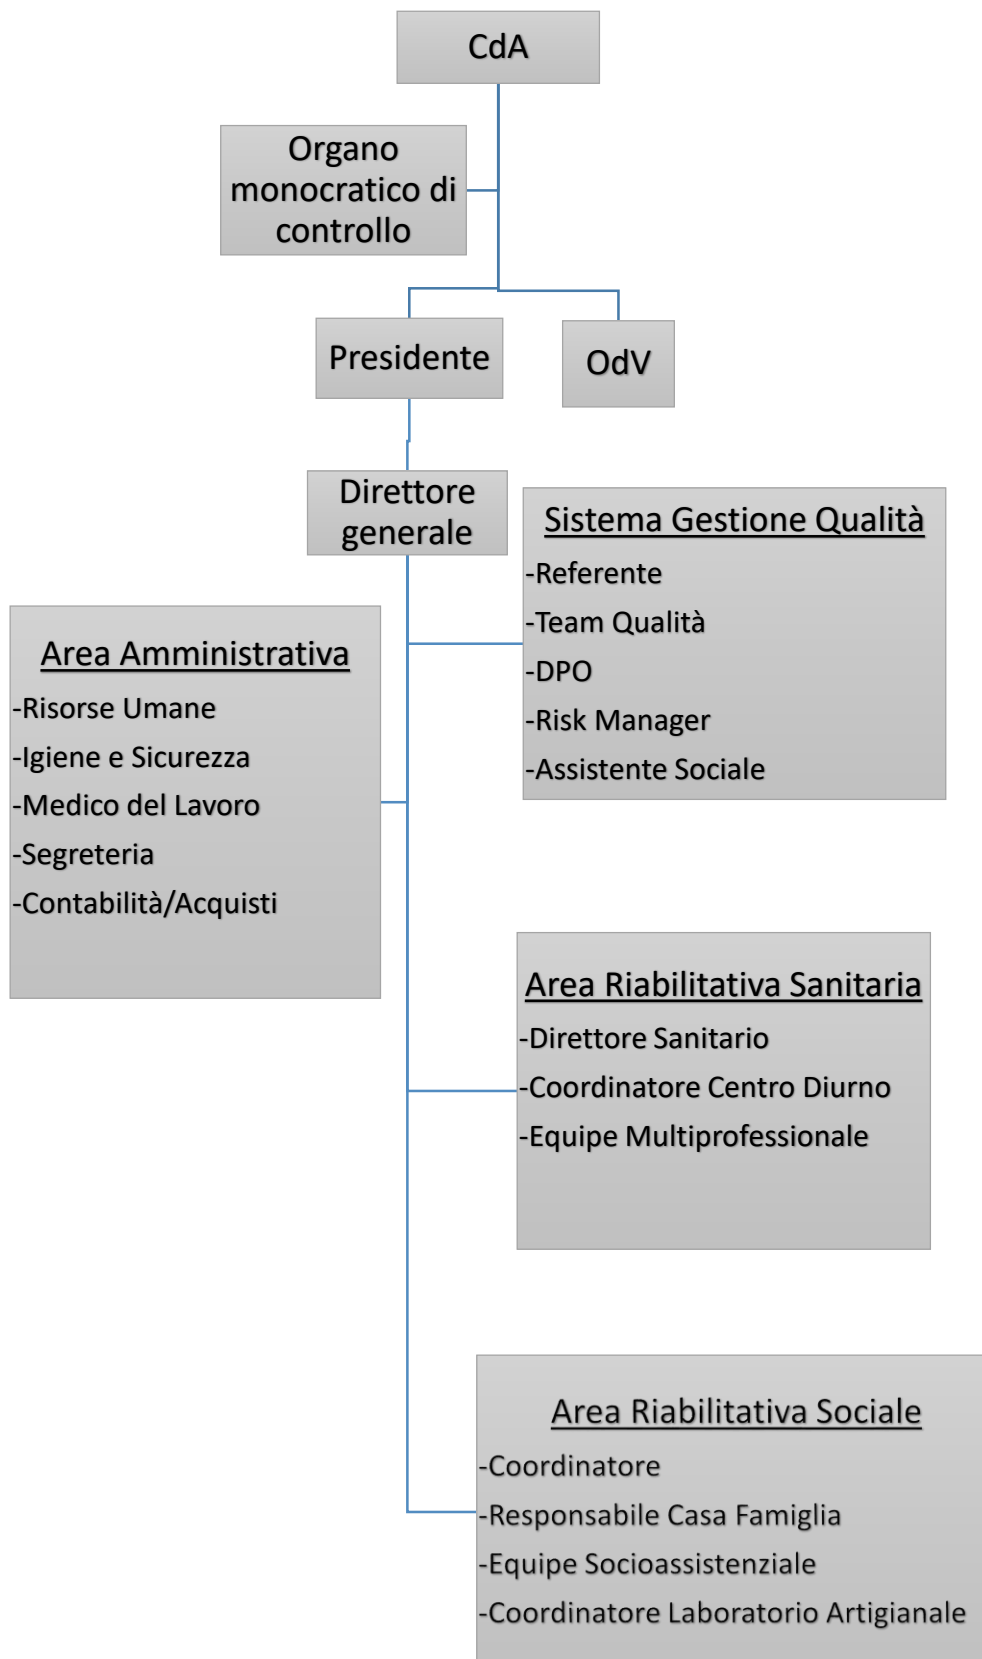 CdA
Organo
monocratico di
controllo
Presidente
OdV
Direttore
generale
Sistema Gestione Qualità
-Referente
-Team Qualità
-DPO
-Risk Manager
-Assistente Sociale
Area Amministrativa
-Risorse Umane
-Igiene e Sicurezza
-Medico del Lavoro
-Segreteria
-Contabilità/Acquisti
Area Riabilitativa Sanitaria
-Direttore Sanitario
-Coordinatore Centro Diurno
-Equipe Multiprofessionale
Area Riabilitativa Sociale
-Coordinatore
-Responsabile Casa Famiglia
-Equipe Socioassistenziale
-Coordinatore Laboratorio Artigianale